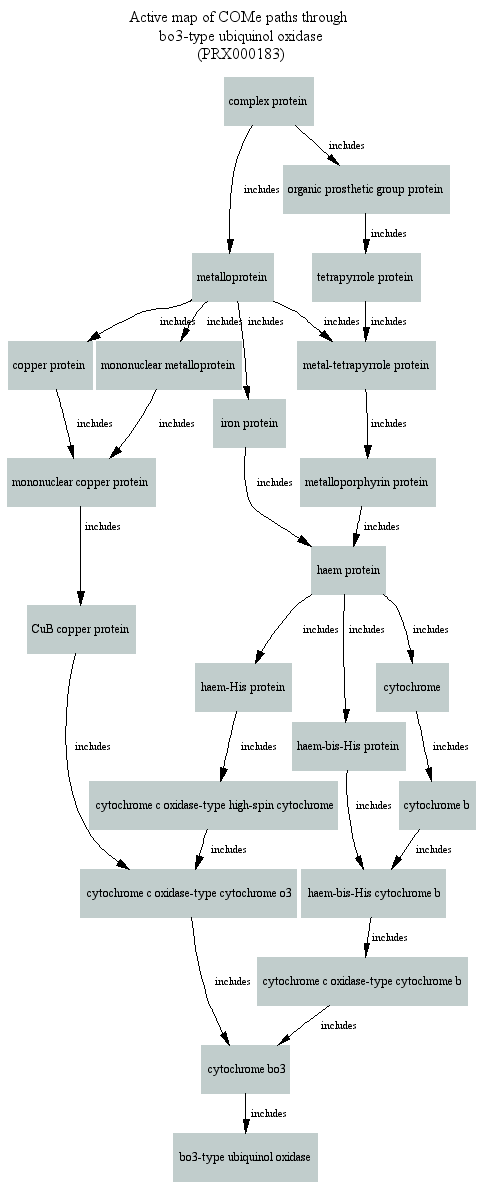 Active map of COMe paths through
bo3-type ubiquinol oxidase
(PRX000183)
complex protein
includes
includes
organic prosthetic group protein
includes
metalloprotein
tetrapyrrole protein
includes
includes
includes
includes
includes
copper protein
mononuclear metalloprotein
metal-tetrapyrrole protein
iron protein
includes
includes
includes
mononuclear copper protein
includes
metalloporphyrin protein
includes
includes
haem protein
CuB copper protein
includes
includes
includes
haem-His protein
cytochrome
includes
includes
haem-bis-His protein
includes
cytochrome c oxidase-type high-spin cytochrome
includes
cytochrome b
includes
includes
cytochrome c oxidase-type cytochrome o3
haem-bis-His cytochrome b
includes
includes
cytochrome c oxidase-type cytochrome b
includes
cytochrome bo3
includes
bo3-type ubiquinol oxidase